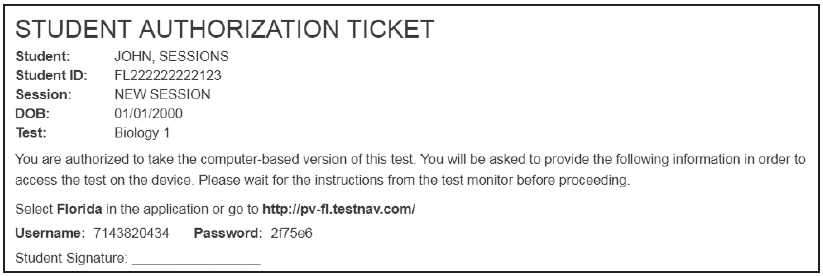 STUDENT AUTHORIZATION TICKET
Student: JOHN, SESSIONS
Student ID: FL222222222123
Session: NEW SESSION
DOB: 01/01/2000
Test: Biology 1
You are authorized to take the computer-based version of this test. You will be asked to provide the following information in order to
access the test on the device. Please wait for the instructions from the test monitor before proceeding.
Select Florida in the application or go to http://pv-fl.testnav.com/
Username: 7143820434 Password: 2f75e6
Student Signature: ___________________